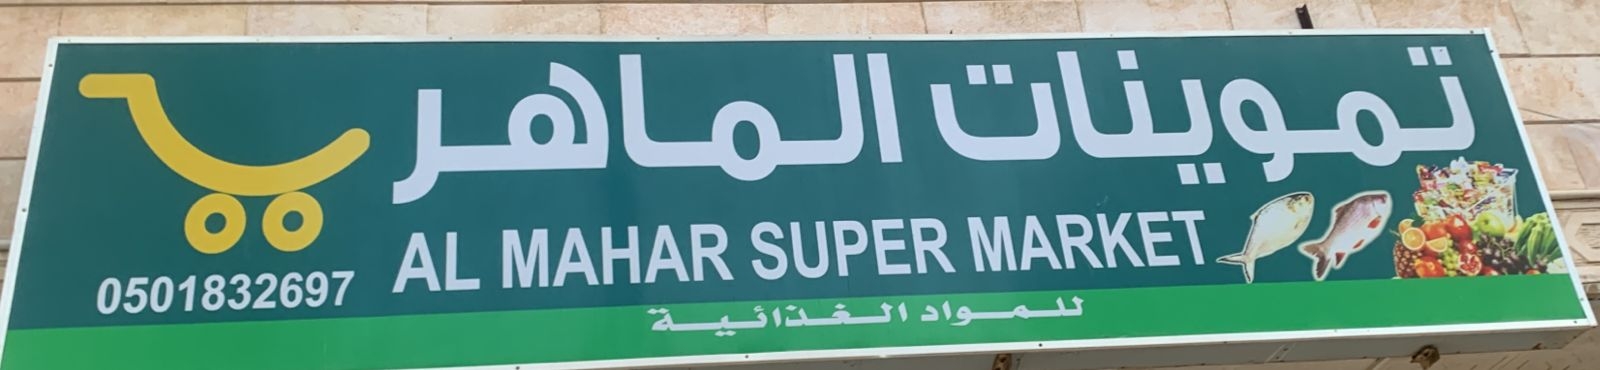 تموينات الماهر
AL MAHAR SUPER MARKET
0501832697
للمواد الغذائية